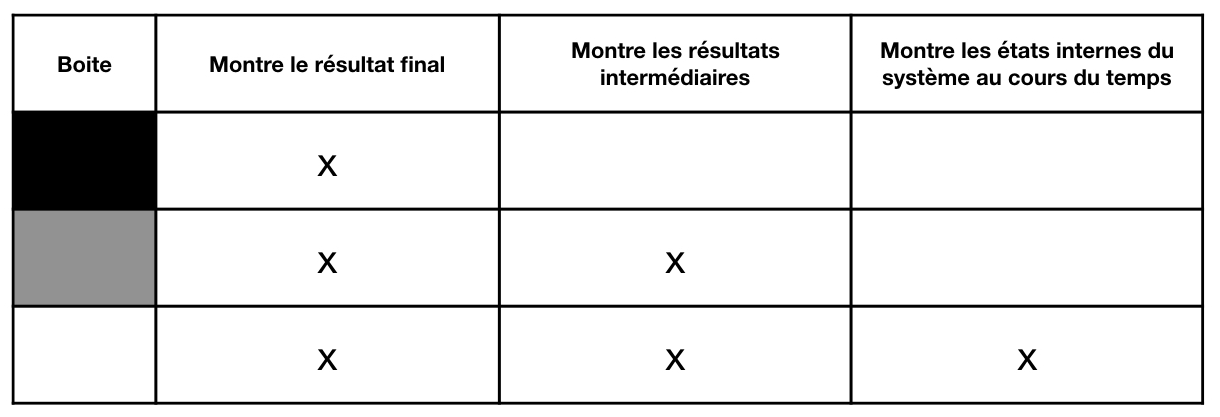 Boite
Montre le résultat final
Montre les résultats
intermédiaires
Montre les états internes du
système au cours du temps
X
X
X
X
X
X